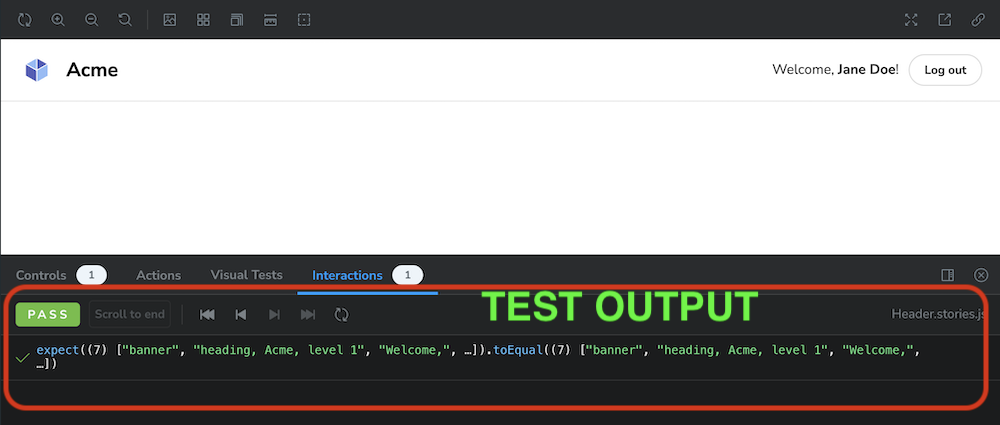 Acme
Welcome, Jane Doe!
Log out
Controls 1
Actions
Visual Tests
Interactions 1
TEST OUTPUT
PASS
Scroll to end
Header.stories.js
expect((7) ["banner", "heading, Acme, level 1", "Welcome,", …]).toEqual((7) ["banner", "heading, Acme, level 1", "Welcome,",
…])